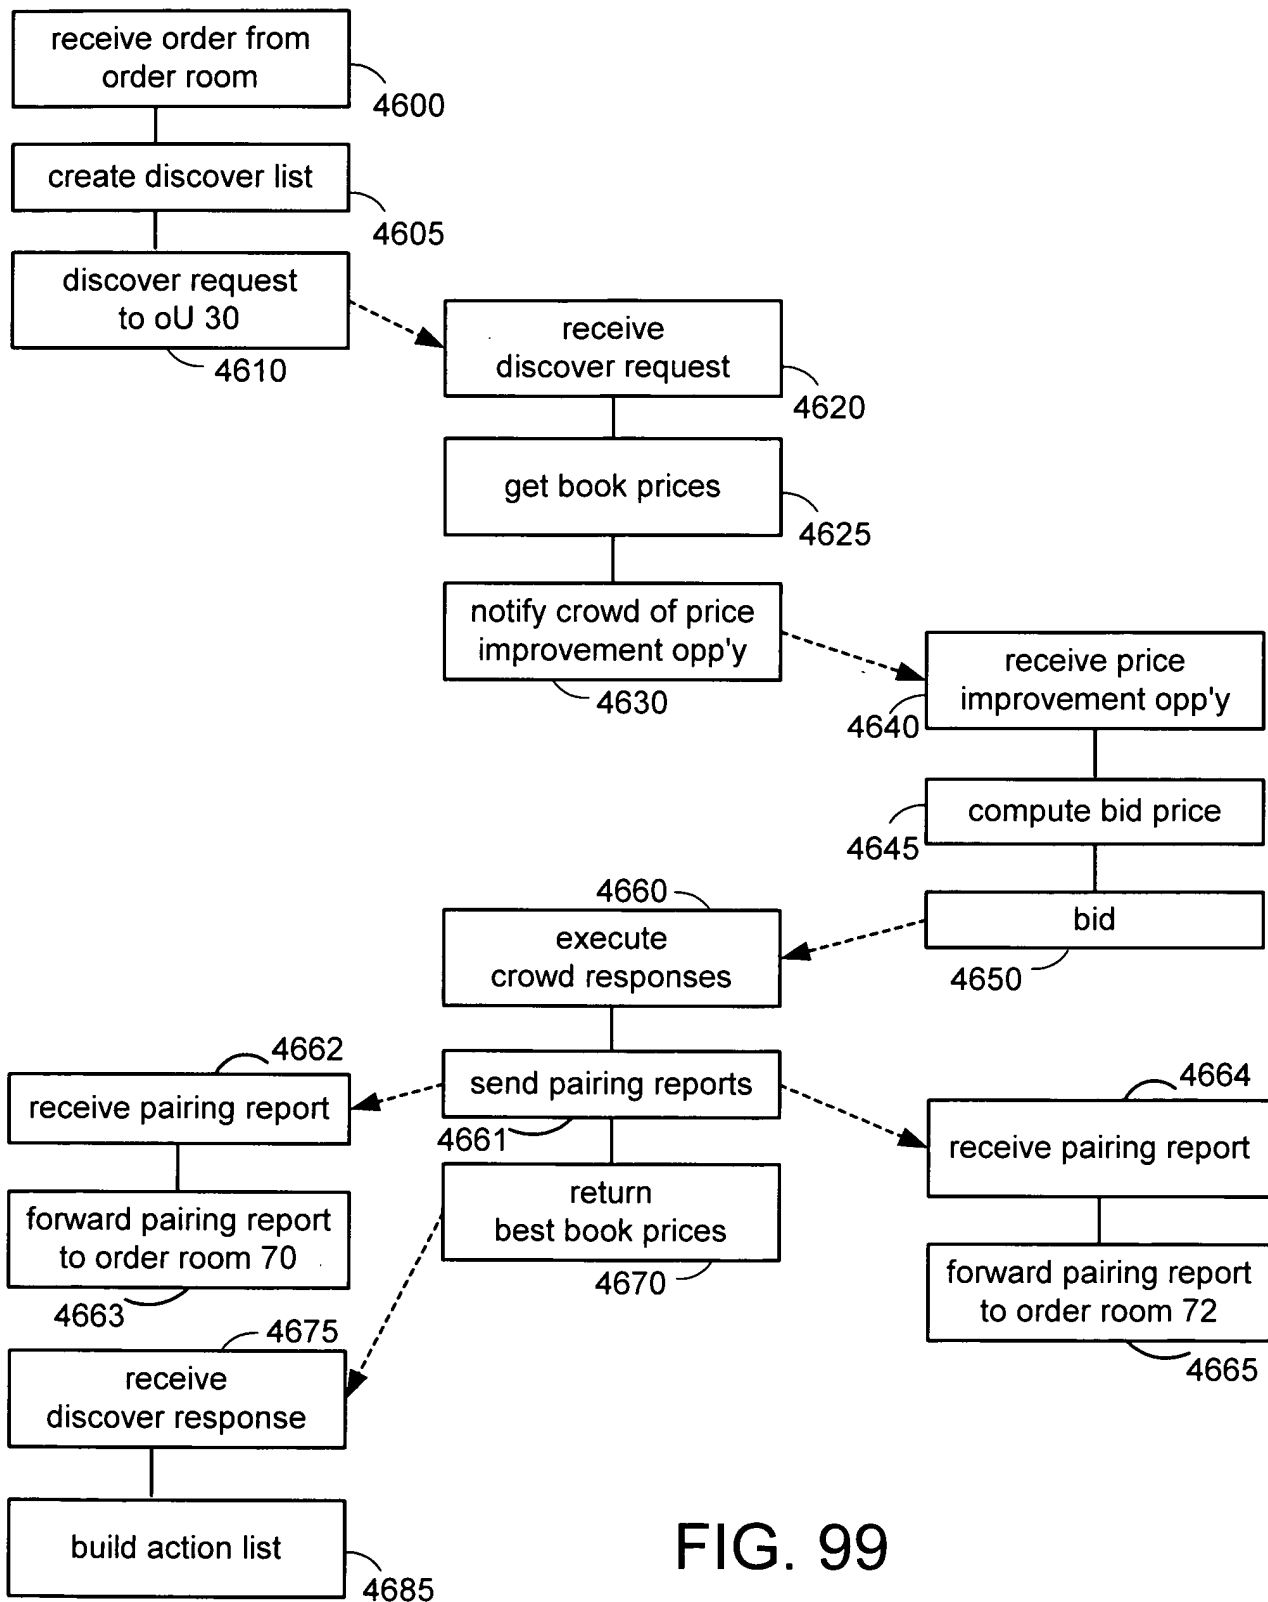 receive order from
order room
4600
create discover list
4605
discover request
to oU 30
4610
receive
discover request
4620
get book prices
4625
notify crowd of price
improvement opp'y
4630
receive price
improvement opp'y
4640
compute bid price
4645
bid
4650
4660
execute
crowd responses
send pairing reports
4661
4662
receive pairing report
forward pairing report
to order room 70
4663
4664
receive pairing report
forward pairing report
to order room 72
4665
return
best book prices
4670
4675
receive
discover response
build action list
4685
FIG. 99